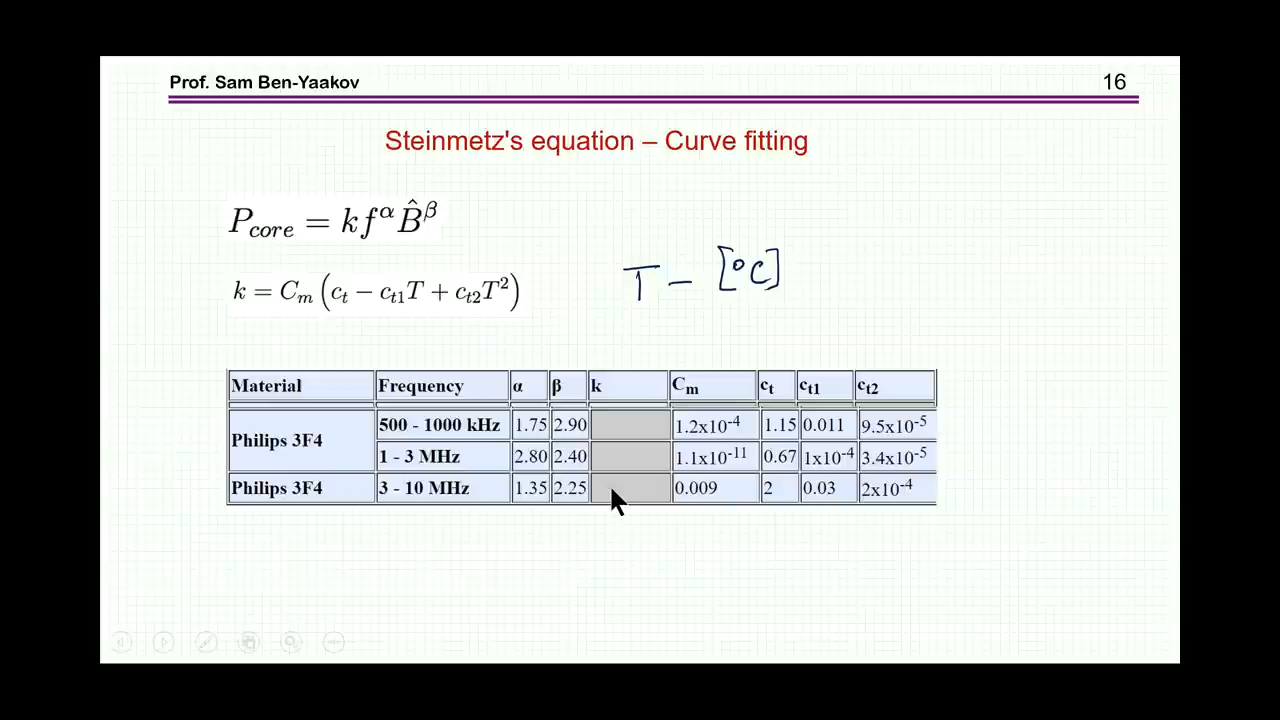 Prof. Sam Ben-Yaakov 16
Steinmetz's equation – Curve fitting
P_core = k f^α B̂^β
k = C_m (c_t − c_t1 T + c_t2 T^2)
T – [°C]
Material Frequency α β k C_m c_t c_t1 c_t2
Philips 3F4 500 - 1000 kHz 1.75 2.90 1.2x10^-4 1.15 0.011 9.5x10^-5
1 - 3 MHz 2.80 2.40 1.1x10^-11 0.67 1x10^-4 3.4x10^-5
Philips 3F4 3 - 10 MHz 1.35 2.25 0.009 2 0.03 2x10^-4